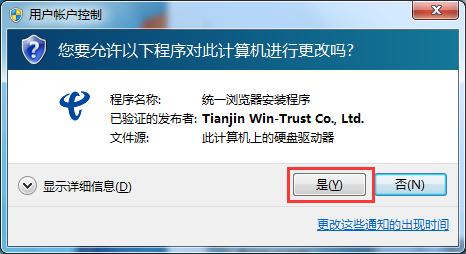 用户帐户控制
您要允许以下程序对此计算机进行更改吗?
程序名称: 统一浏览器安装程序
已验证的发布者: Tianjin Win-Trust Co., Ltd.
文件源: 此计算机上的硬盘驱动器
显示详细信息(D) 是(Y) 否(N)
更改这些通知的出现时间